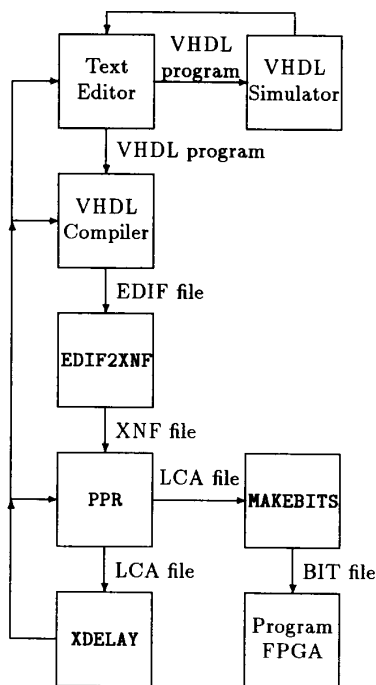 Text
Editor
VHDL
program
VHDL
Simulator
VHDL program
VHDL
Compiler
EDIF file
EDIF2XNF
XNF file
PPR
LCA file
MAKEBITS
LCA file
BIT file
XDELAY
Program
FPGA